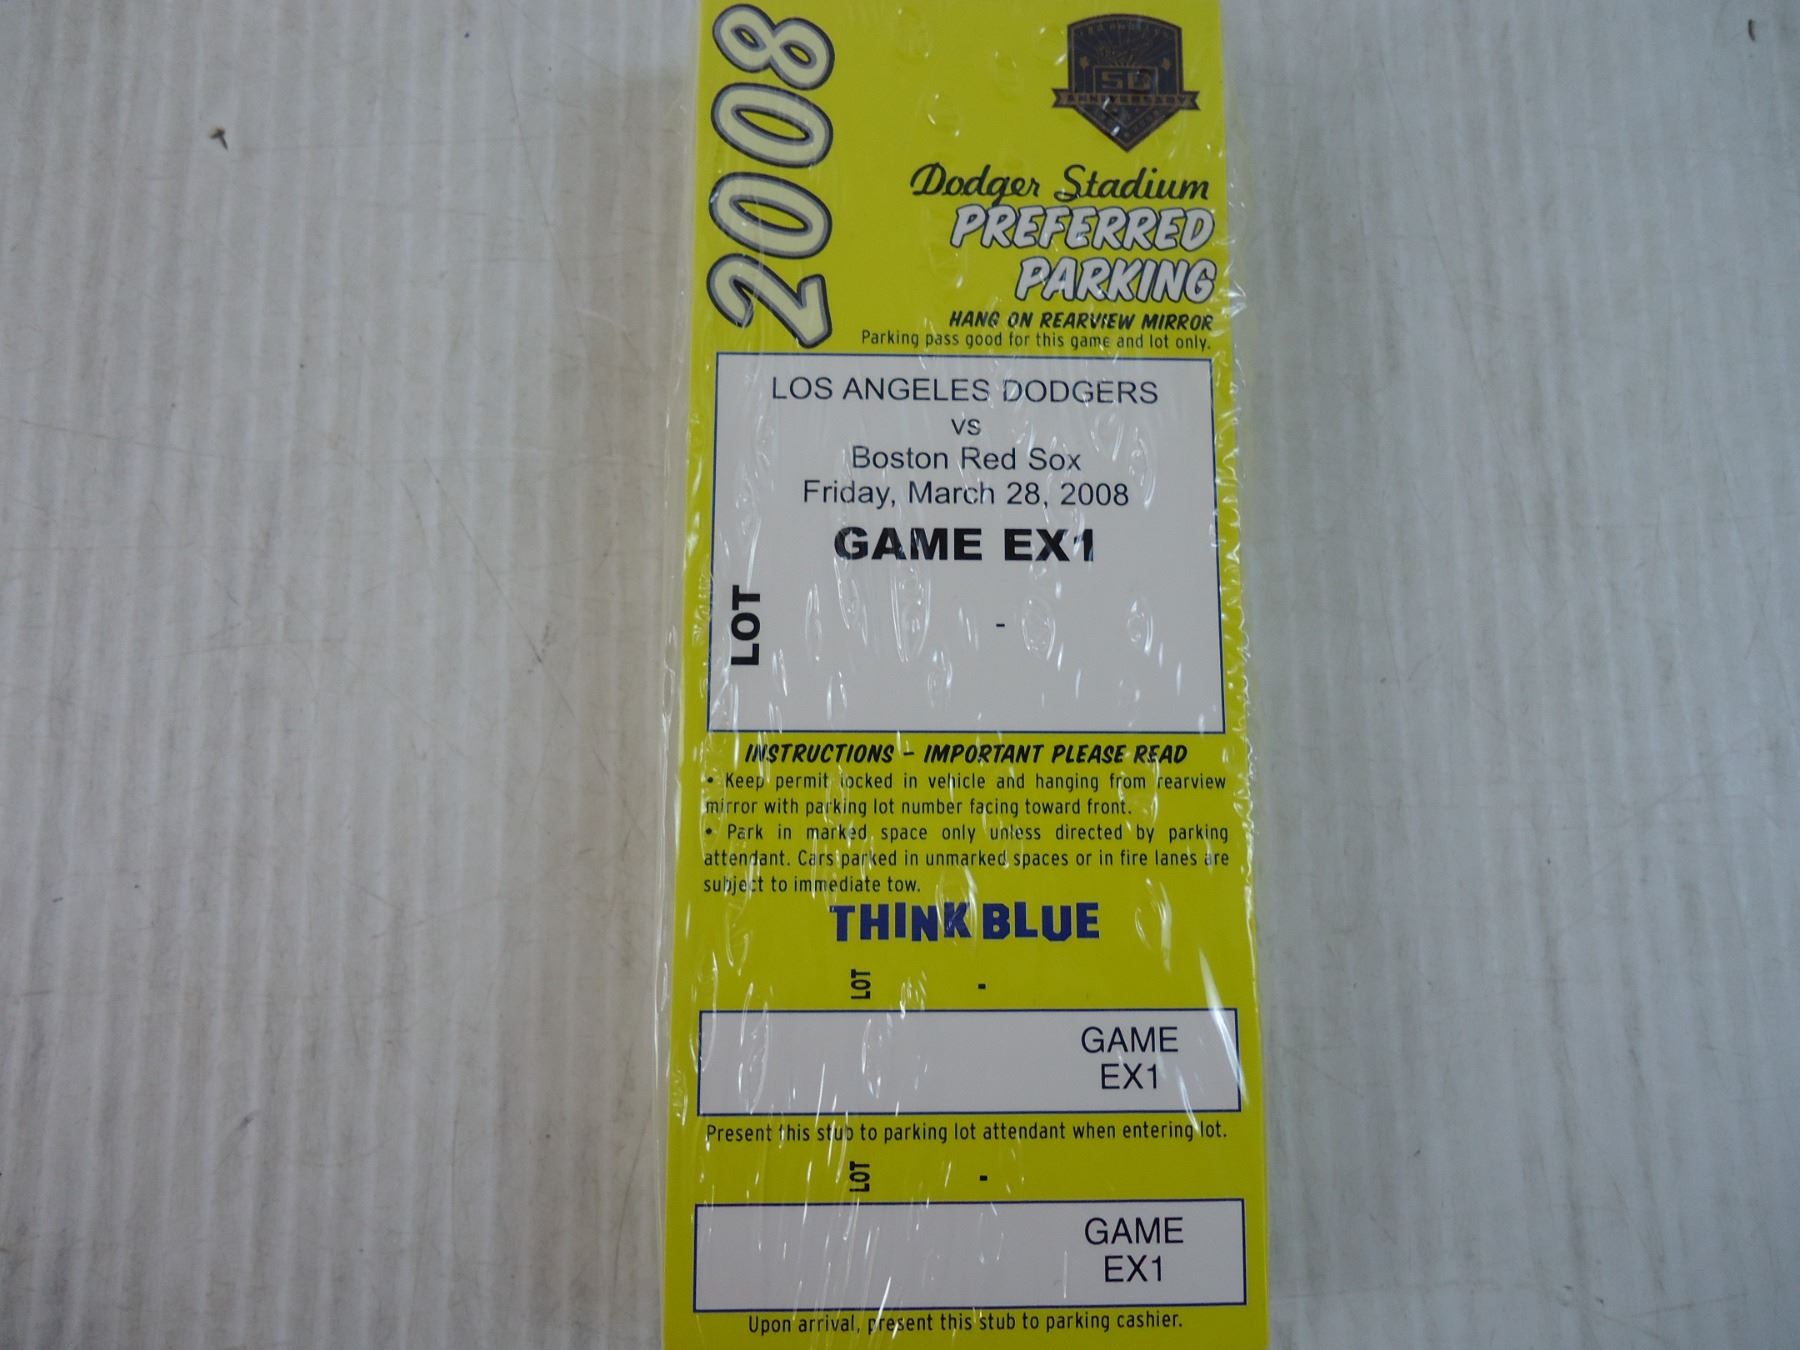 2008
50
ANNIVERSARY
Dodger Stadium
PREFERRED
PARKING
HANG ON REARVIEW MIRROR
Parking pass good for this game and lot only.
LOS ANGELES DODGERS
vs
Boston Red Sox
Friday, March 28, 2008
GAME EX1
LOT
-
INSTRUCTIONS - IMPORTANT PLEASE READ
• Keep permit locked in vehicle and hanging from rearview
mirror with parking lot number facing toward front.
• Park in marked space only unless directed by parking
attendant. Cars parked in unmarked spaces or in fire lanes are
subject to immediate tow.
THINK BLUE
LOT -
GAME
EX1
Present this stub to parking lot attendant when entering lot.
LOT -
GAME
EX1
Upon arrival, present this stub to parking cashier.